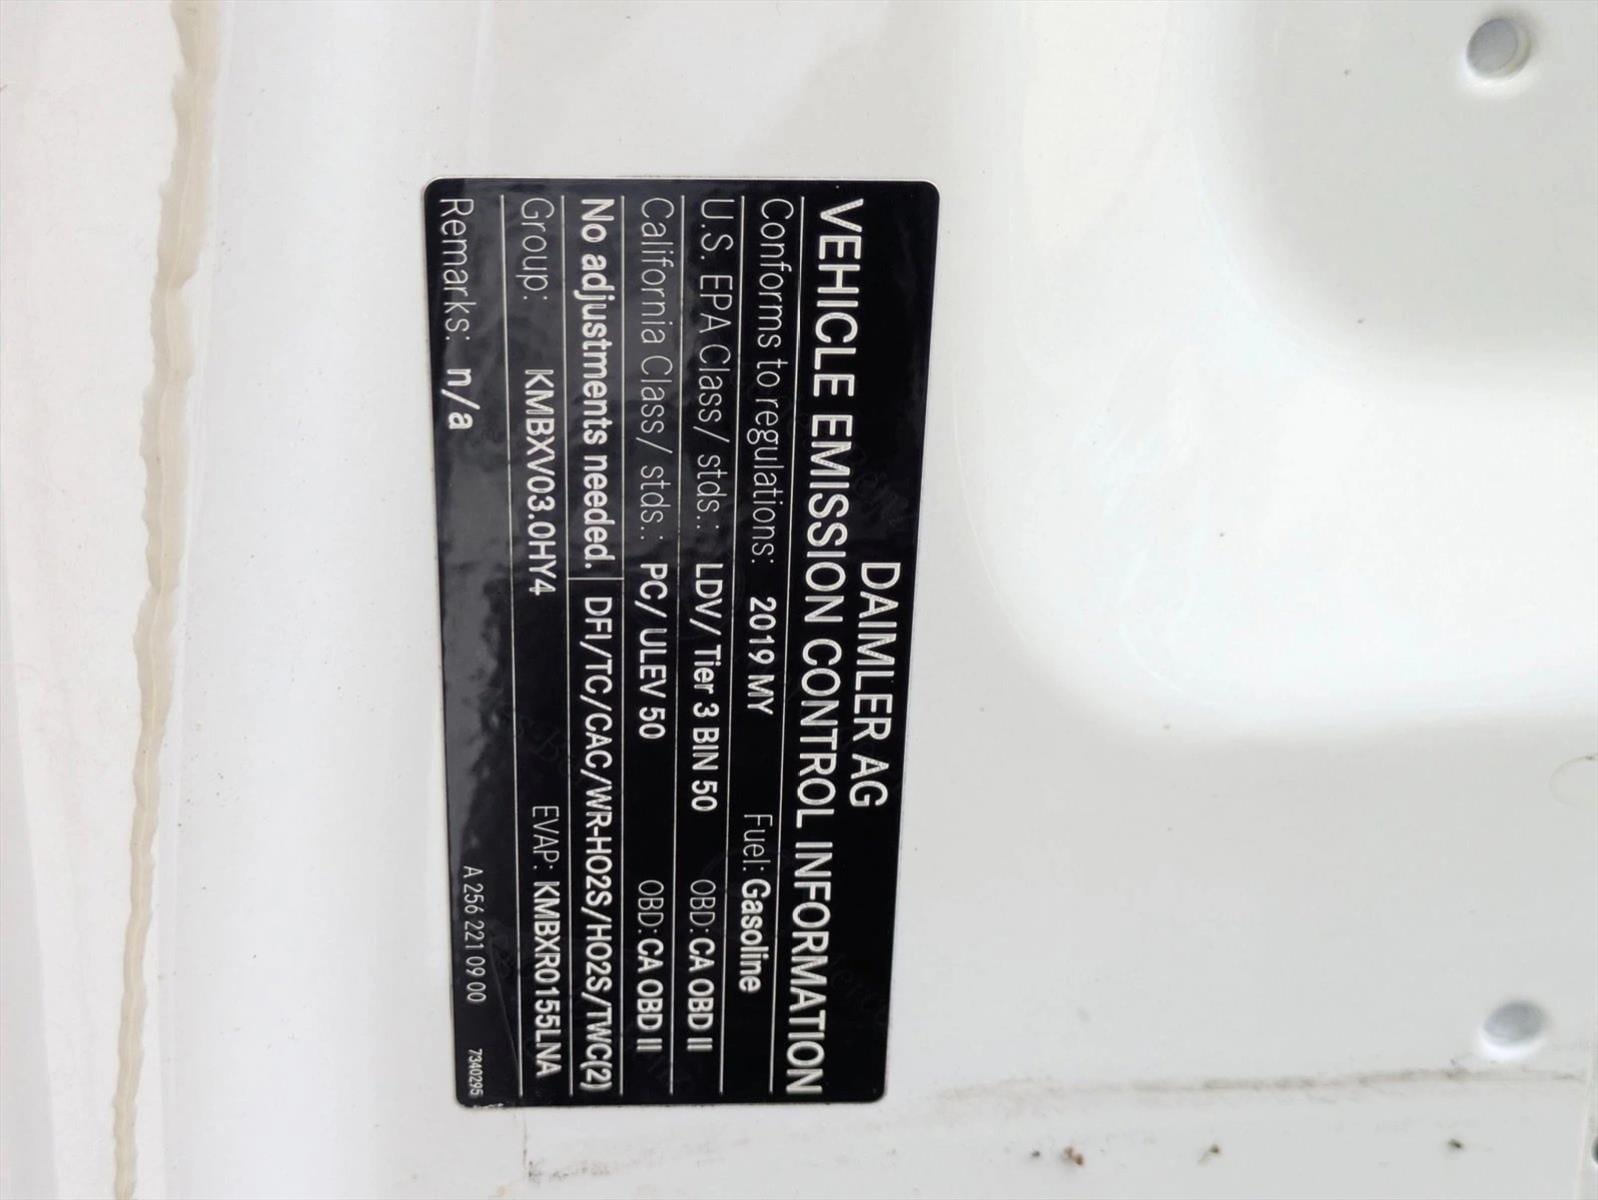 DAIMLER AG
VEHICLE EMISSION CONTROL INFORMATION
Conforms to regulations: 2019 MY Fuel: Gasoline
U.S. EPA Class/ stds.: LDV/ Tier 3 BIN 50 OBD: CA OBD II
California Class/ stds.: PC/ ULEV 50 OBD: CA OBD II
No adjustments needed. DFI/TC/CAC/WR-HO2S/HO2S/TWC(2)
Group: KMBXV03.0HY4 EVAP: KMBXR0155LNA
Remarks: n/a
A 256 221 09 00 7340295